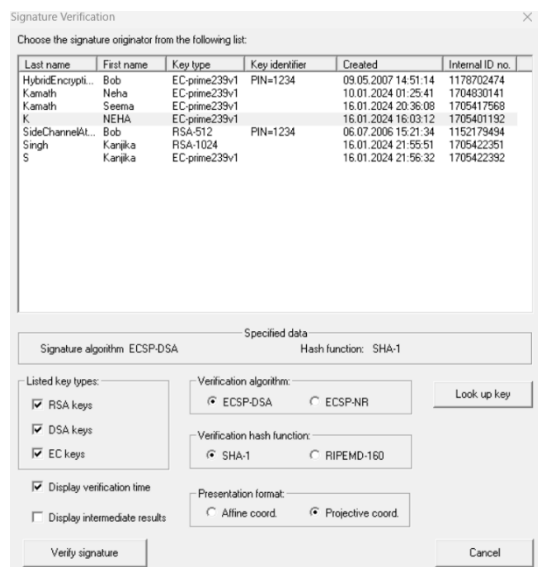 Signature Verification
Choose the signature originator from the following list:
Last name First name Key type Key identifier Created Internal ID no.
HybridEncrypti... Bob EC-prime239v1 PIN=1234 09.05.2007 14:51:14 1178702474
Kamath Neha EC-prime239v1 10.01.2024 01:25:41 1704830141
Kamath Seema EC-prime239v1 16.01.2024 20:36:08 1705417568
K NEHA EC-prime239v1 16.01.2024 16:03:12 1705401192
SideChannelAt... Bob RSA-512 PIN=1234 06.07.2006 15:21:34 1152179494
Singh Kanjika RSA-1024 16.01.2024 21:55:51 1705422351
S Kanjika EC-prime239v1 16.01.2024 21:56:32 1705422392
Specified data
Signature algorithm ECSP-DSA Hash function: SHA-1
Listed key types:
RSA keys
DSA keys
EC keys
Verification algorithm:
ECSP-DSA ECSP-NR
Look up key
Verification hash function:
SHA-1 RIPEMD-160
Display verification time
Display intermediate results
Presentation format:
Affine coord. Projective coord.
Verify signature Cancel